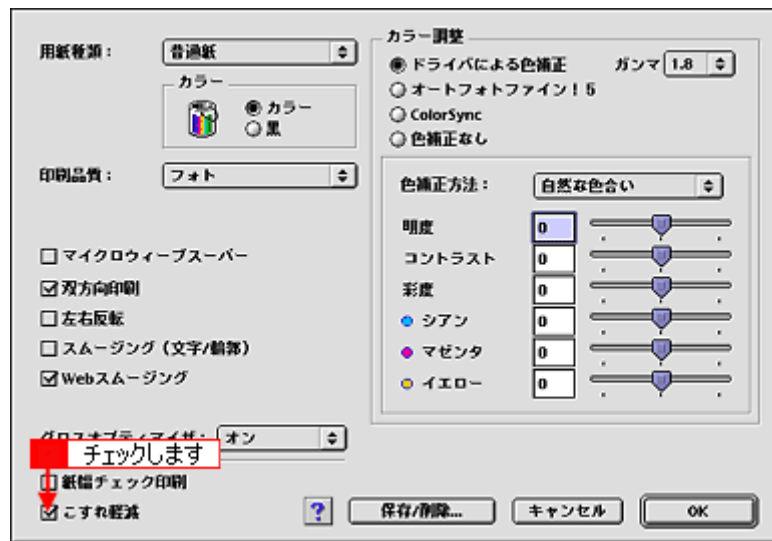 用紙種類： 普通紙
カラー
カラー
黒
印刷品質： フォト
マイクロウィーブスーパー
双方向印刷
左右反転
スムージング（文字/輪郭）
Webスムージング
グロスオプティマイザ： オン
チェックします
紙幅チェック印刷
こすれ軽減
カラー調整
ドライバによる色補正 ガンマ 1.8
オートフォトファイン！5
ColorSync
色補正なし
色補正方法： 自然な色合い
明度 0
コントラスト 0
彩度 0
シアン 0
マゼンタ 0
イエロー 0
? 保存/削除... キャンセル OK